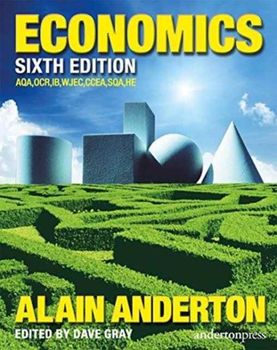 ECONOMICS
SIXTH EDITION
AQA,OCR,IB,WJEC,CCEA,SQA,HE
ALAIN ANDERTON
EDITED BY DAVE GRAY
andertonpress